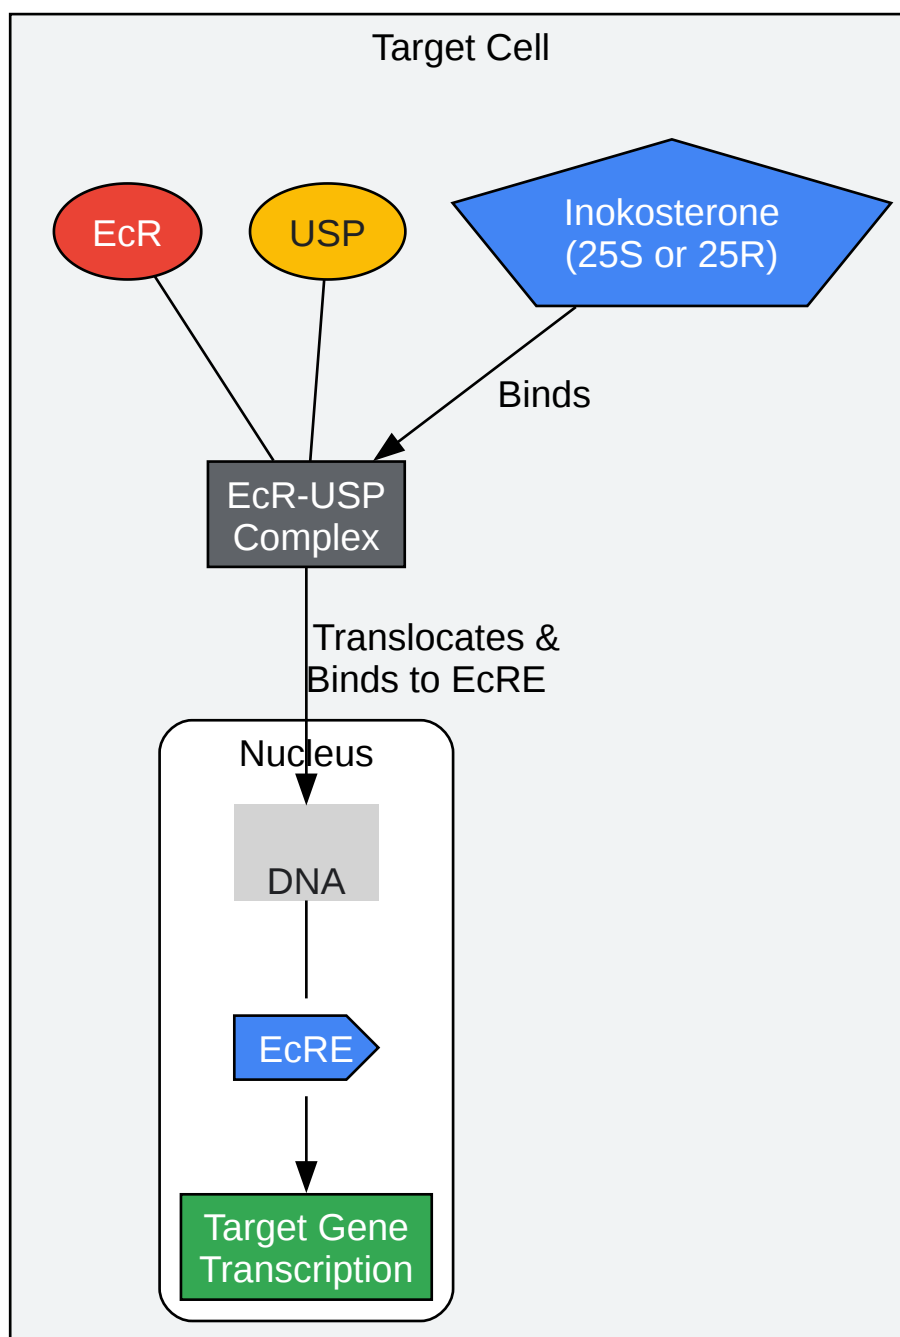 Target Cell
EcR
USP
Inokosterone
(25S or 25R)
Binds
EcR-USP
Complex
Translocates &
Binds to EcRE
Nucleus
DNA
EcRE
Target Gene
Transcription